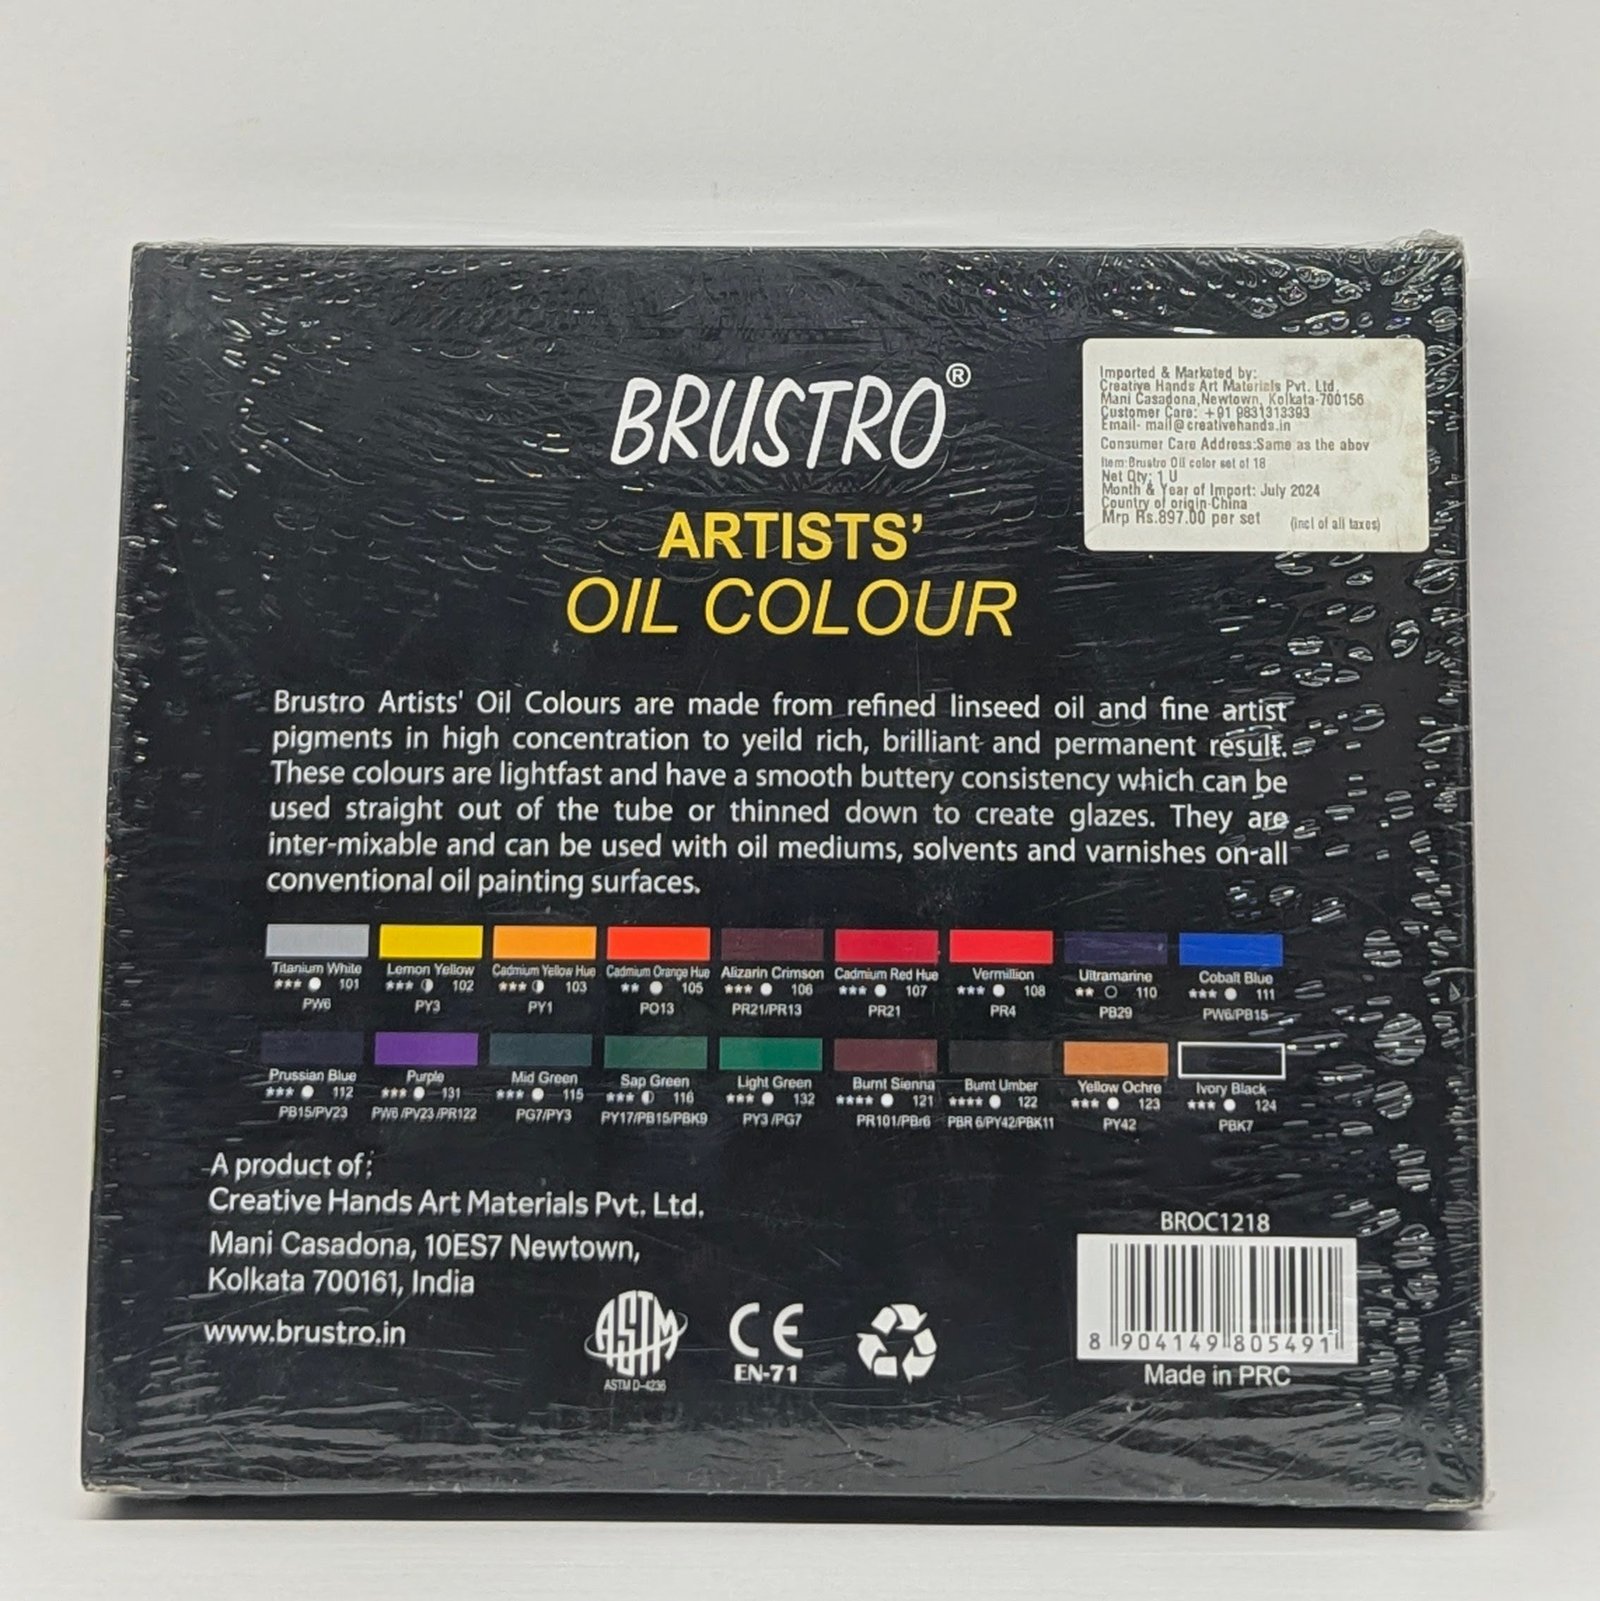 BRUSTRO®
ARTISTS'
OIL COLOUR
Imported & Marketed by:
Creative Hands Art Materials Pvt. Ltd.
Mani Casadona,Newtown, Kolkata-700156
Customer Care: +91 9831313393
Email- mail@creativehands.in
Consumer Care Address:Same as the abov
Item:Brustro Oil color set of 18
Net Qty: 1 U
Month & Year of Import: July 2024
Country of origin-China
Mrp Rs.897.00 per set (incl of all taxes)
Brustro Artists' Oil Colours are made from refined linseed oil and fine artist
pigments in high concentration to yeild rich, brilliant and permanent result.
These colours are lightfast and have a smooth buttery consistency which can be
used straight out of the tube or thinned down to create glazes. They are
inter-mixable and can be used with oil mediums, solvents and varnishes on all
conventional oil painting surfaces.
Titanium White Lemon Yellow Cadmium Yellow Hue Cadmium Orange Hue Alizarin Crimson Cadmium Red Hue Vermillion Ultramarine Cobalt Blue
*** 101 *** 102 *** 103 ** 105 *** 106 *** 107 *** 108 ** 110 *** 111
PW6 PY3 PY1 PO13 PR21/PR13 PR21 PR4 PB29 PW6/PB15
Prussian Blue Purple Mid Green Sap Green Light Green Burnt Sienna Burnt Umber Yellow Ochre Ivory Black
*** 112 *** 131 *** 115 *** 116 *** 132 **** 121 **** 122 *** 123 *** 124
PB15/PV23 PW6 /PV23 /PR122 PG7/PY3 PY17/PB15/PBK9 PY3 /PG7 PR101/PBr6 PBR 6/PY42/PBK11 PY42 PBK7
A product of:
Creative Hands Art Materials Pvt. Ltd.
Mani Casadona, 10ES7 Newtown,
Kolkata 700161, India
www.brustro.in
ASTM
ASTM D-4236
CE
EN-71
BROC1218
8 904149 805491
Made in PRC